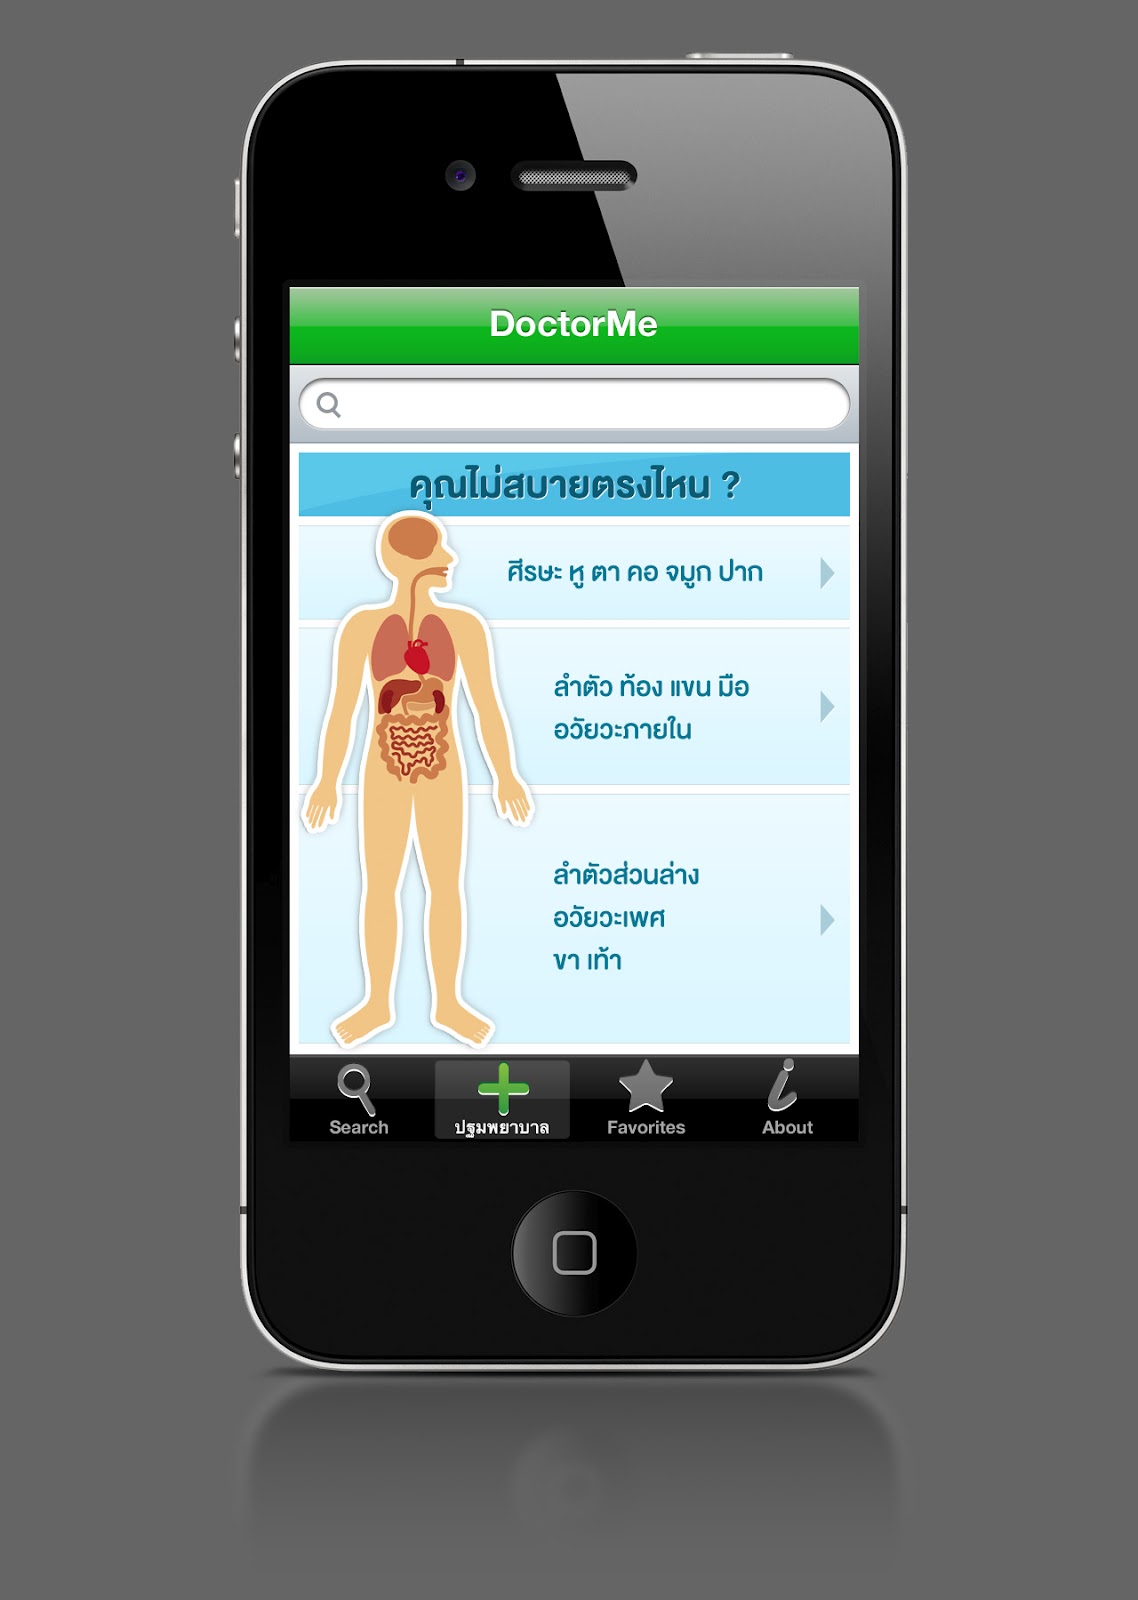 DoctorMe
คุณไม่สบายตรงไหน ?
ศีรษะ หู ตา คอ จมูก ปาก
ลำตัว ท้อง แขน มือ
อวัยวะภายใน
ลำตัวส่วนล่าง
อวัยวะเพศ
ขา เท้า
Search
ปฐมพยาบาล
Favorites
About